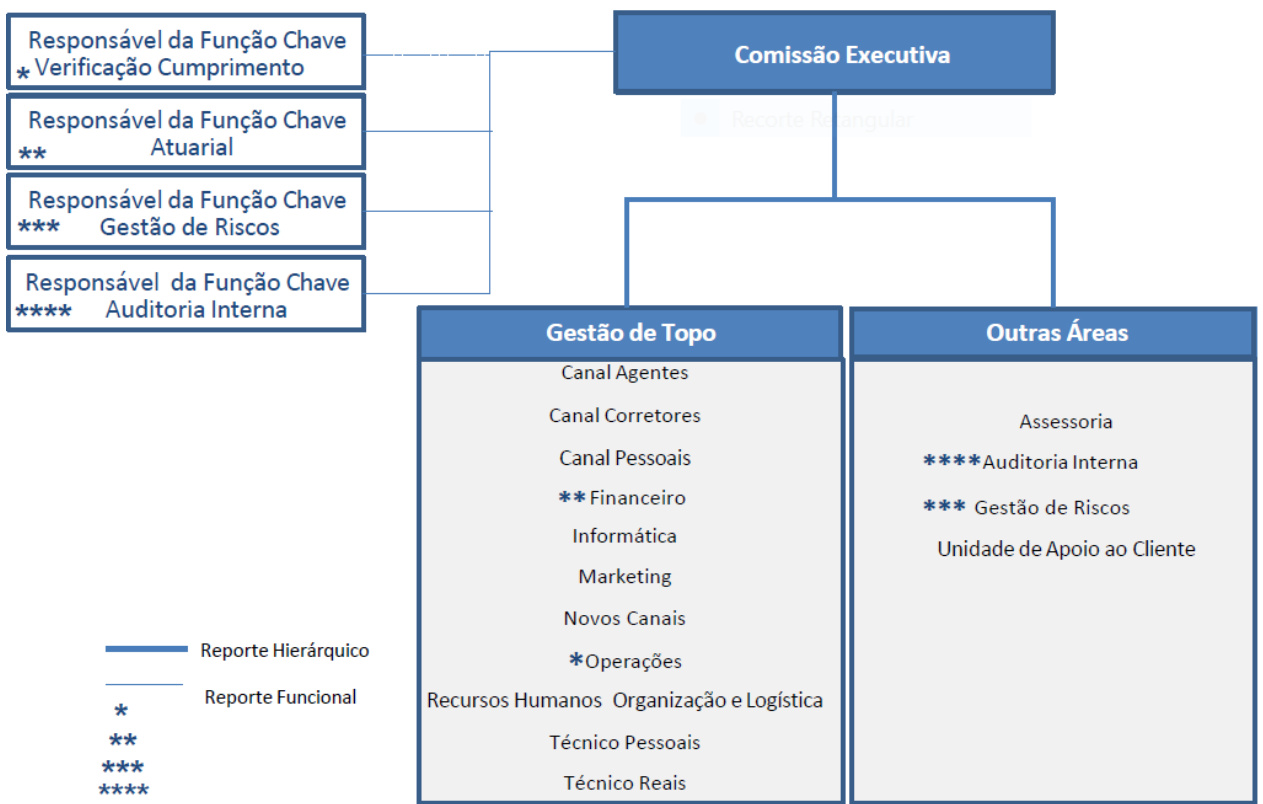 Responsável da Função Chave
* Verificação Cumprimento
Responsável da Função Chave
** Atuarial
Responsável da Função Chave
*** Gestão de Riscos
Responsável da Função Chave
**** Auditoria Interna
Comissão Executiva
Recorte Retangular
Gestão de Topo
Canal Agentes
Canal Corretores
Canal Pessoais
** Financeiro
Informática
Marketing
Novos Canais
*Operações
Recursos Humanos Organização e Logística
Técnico Pessoais
Técnico Reais
Outras Áreas
Assessoria
****Auditoria Interna
*** Gestão de Riscos
Unidade de Apoio ao Cliente
Reporte Hierárquico
Reporte Funcional
*
**
***
****